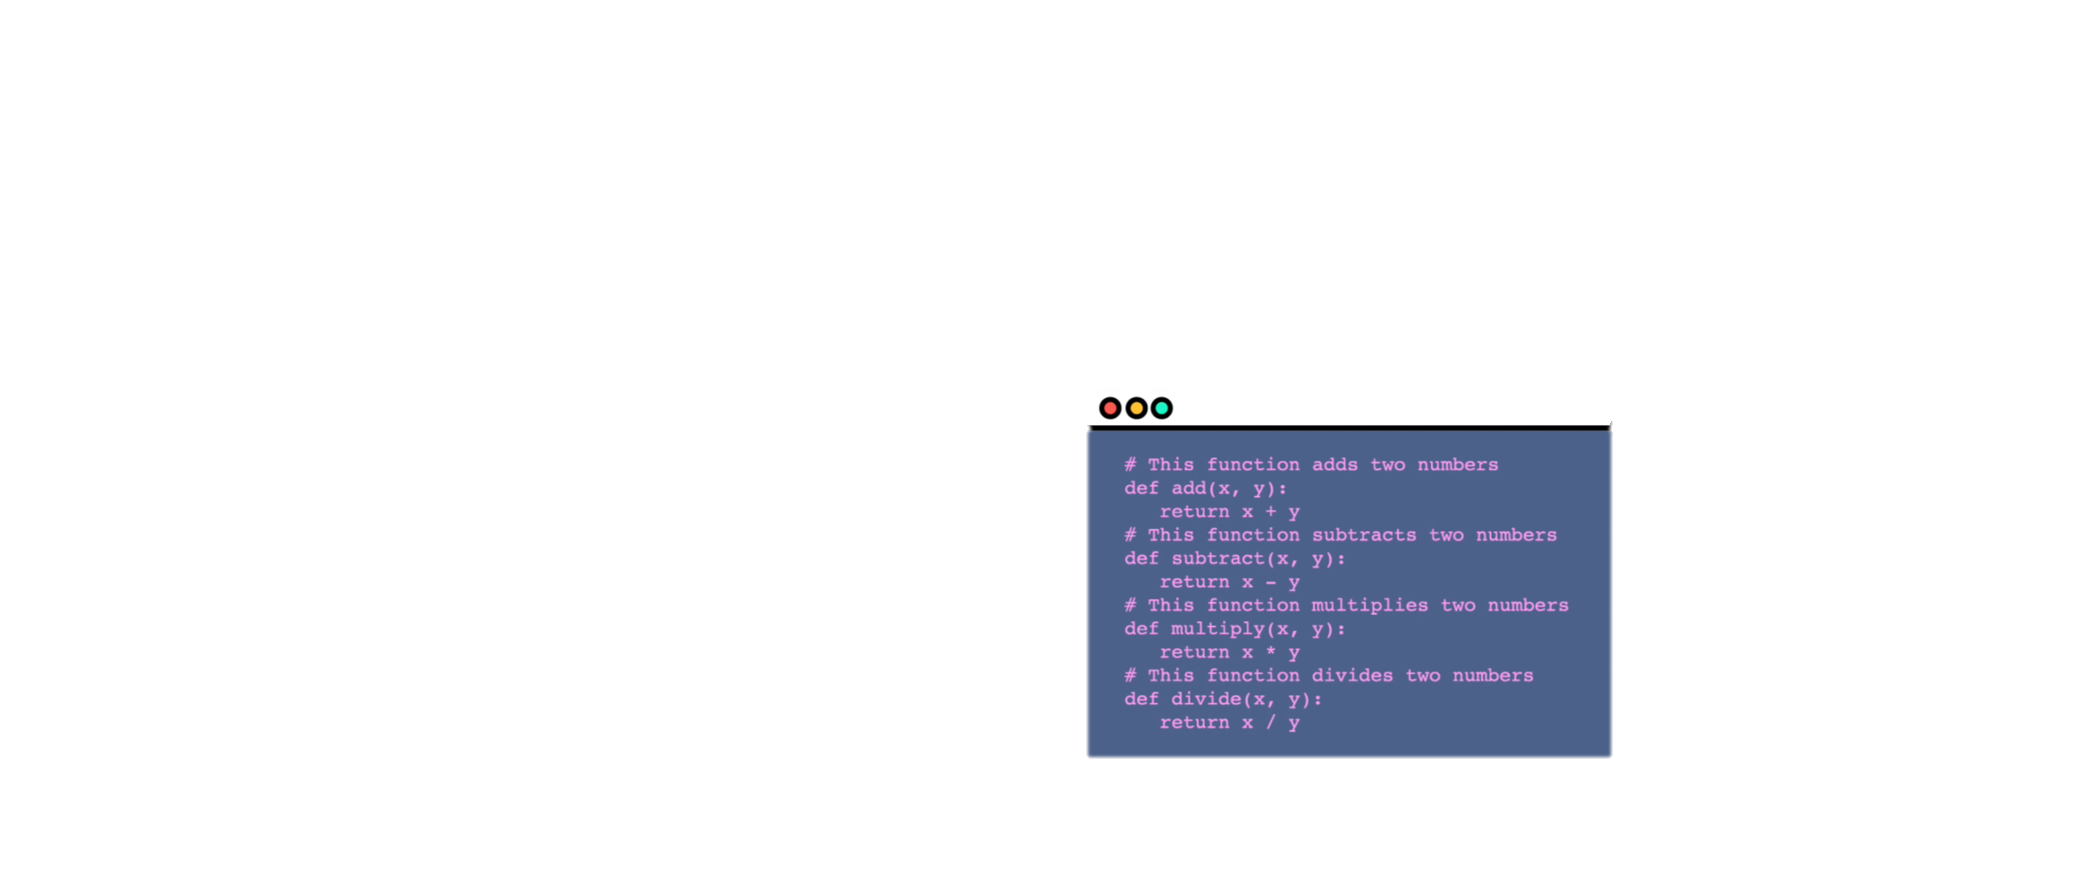 # This function adds two numbers
def add(x, y):
   return x + y
# This function subtracts two numbers
def subtract(x, y):
   return x - y
# This function multiplies two numbers
def multiply(x, y):
   return x * y
# This function divides two numbers
def divide(x, y):
   return x / y